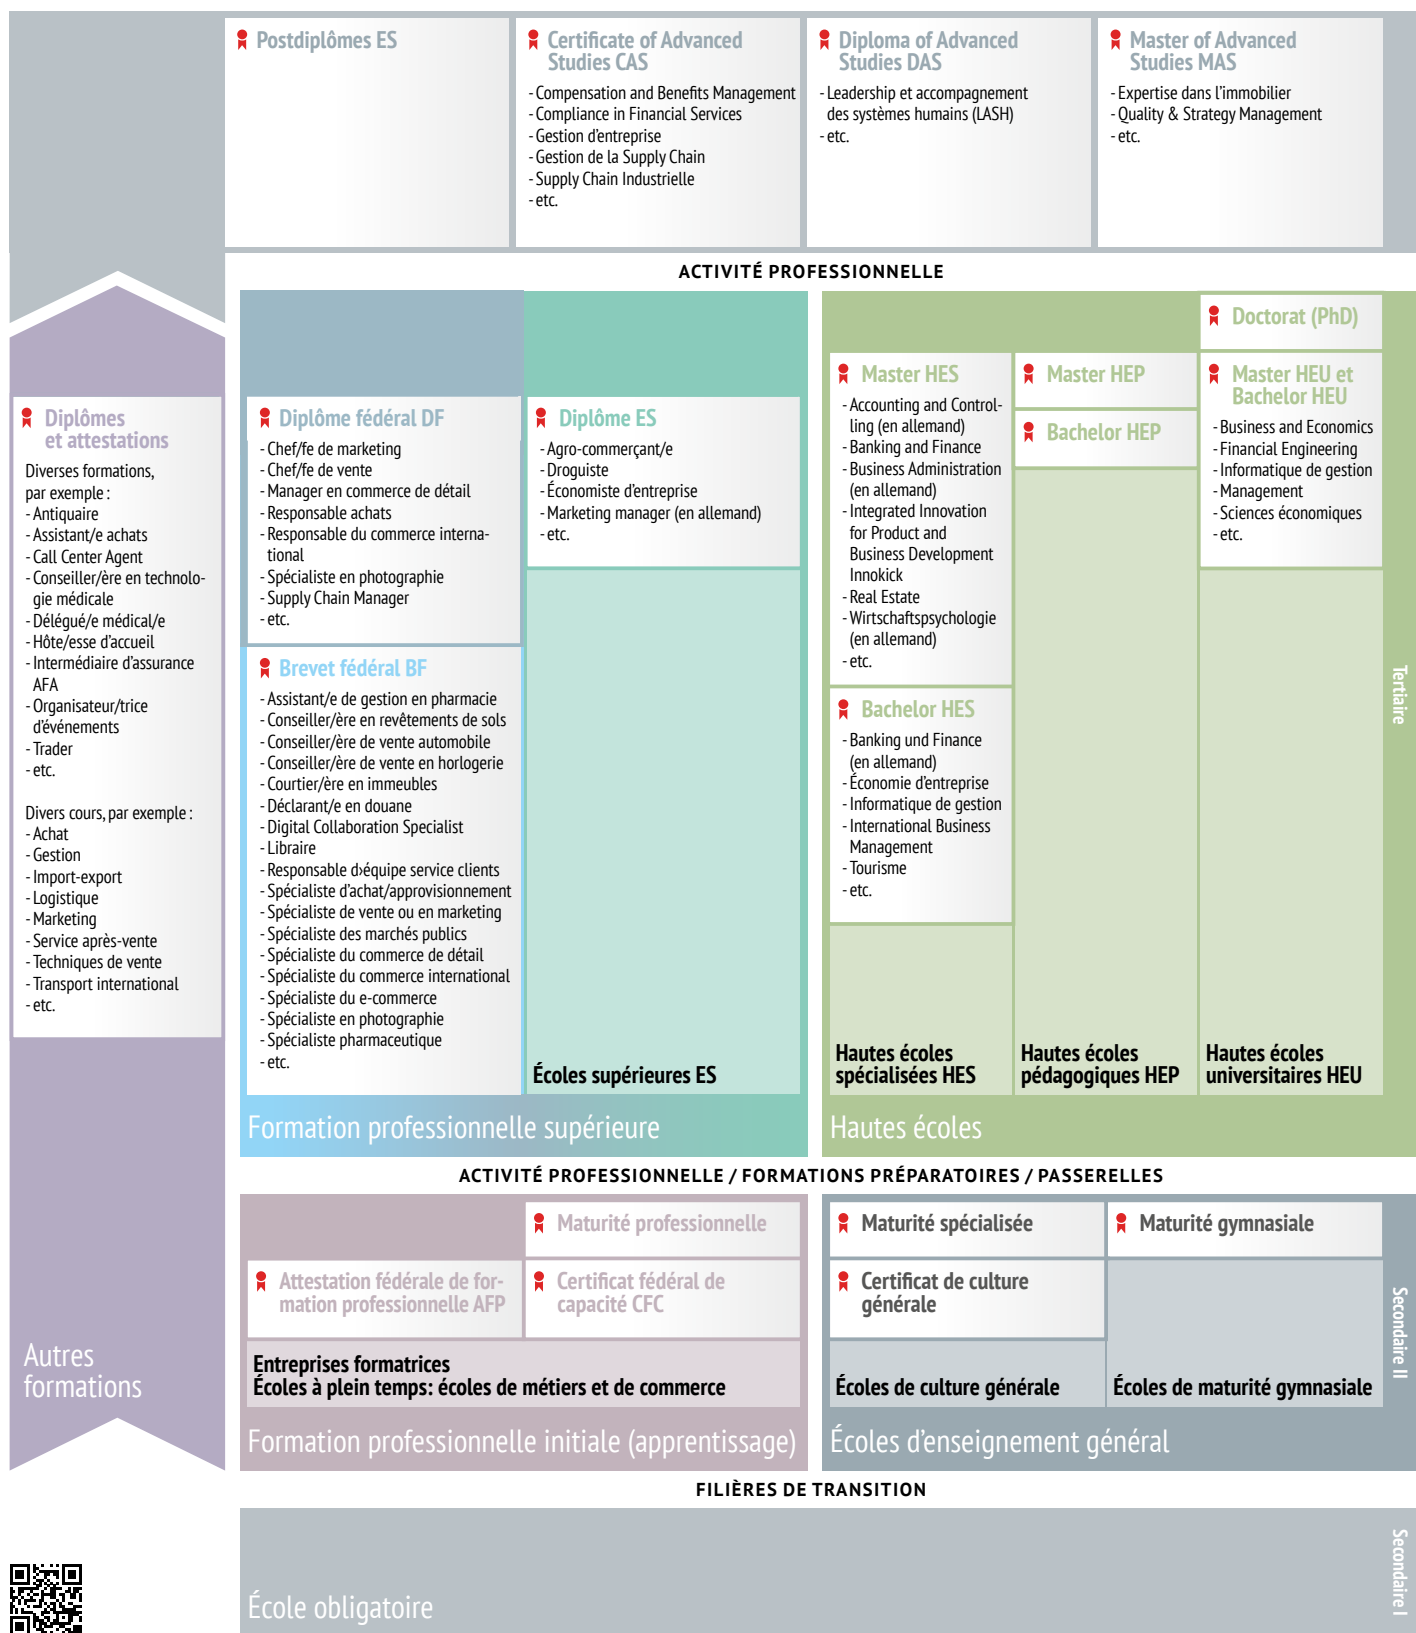 Postdiplômes ES
Certificate of Advanced
Studies CAS
- Compensation and Benefits Management
- Compliance in Financial Services
- Gestion d'entreprise
- Gestion de la Supply Chain
- Supply Chain Industrielle
- etc.
Diploma of Advanced
Studies DAS
- Leadership et accompagnement
des systèmes humains (LASH)
- etc.
Master of Advanced
Studies MAS
- Expertise dans l'immobilier
- Quality & Strategy Management
- etc.
ACTIVITÉ PROFESSIONNELLE
Diplômes
et attestations
Diverses formations,
par exemple :
- Antiquaire
- Assistant/e achats
- Call Center Agent
- Conseiller/ère en technolo-
gie médicale
- Délégué/e médical/e
- Hôte/esse d'accueil
- Intermédiaire d'assurance
AFA
- Organisateur/trice
d'événements
- Trader
- etc.
Divers cours, par exemple :
- Achat
- Gestion
- Import-export
- Logistique
- Marketing
- Service après-vente
- Techniques de vente
- Transport international
- etc.
Autres
formations
Diplôme fédéral DF
- Chef/fe de marketing
- Chef/fe de vente
- Manager en commerce de détail
- Responsable achats
- Responsable du commerce interna-
tional
- Spécialiste en photographie
- Supply Chain Manager
- etc.
Brevet fédéral BF
- Assistant/e de gestion en pharmacie
- Conseiller/ère en revêtements de sols
- Conseiller/ère de vente automobile
- Conseiller/ère de vente en horlogerie
- Courtier/ère en immeubles
- Déclarant/e en douane
- Digital Collaboration Specialist
- Libraire
- Responsable d›équipe service clients
- Spécialiste d'achat/approvisionnement
- Spécialiste de vente ou en marketing
- Spécialiste des marchés publics
- Spécialiste du commerce de détail
- Spécialiste du commerce international
- Spécialiste du e-commerce
- Spécialiste en photographie
- Spécialiste pharmaceutique
- etc.
Diplôme ES
- Agro-commerçant/e
- Droguiste
- Économiste d'entreprise
- Marketing manager (en allemand)
- etc.
Écoles supérieures ES
Formation professionnelle supérieure
Master HES
- Accounting and Control-
ling (en allemand)
- Banking and Finance
- Business Administration
(en allemand)
- Integrated Innovation
for Product and
Business Development
Innokick
- Real Estate
- Wirtschaftspsychologie
(en allemand)
- etc.
Bachelor HES
- Banking und Finance
(en allemand)
- Économie d'entreprise
- Informatique de gestion
- International Business
Management
- Tourisme
- etc.
Hautes écoles
spécialisées HES
Master HEP
Bachelor HEP
Hautes écoles
pédagogiques HEP
Doctorat (PhD)
Master HEU et
Bachelor HEU
- Business and Economics
- Financial Engineering
- Informatique de gestion
- Management
- Sciences économiques
- etc.
Hautes écoles
universitaires HEU
Hautes écoles
Tertiaire
ACTIVITÉ PROFESSIONNELLE / FORMATIONS PRÉPARATOIRES / PASSERELLES
Maturité professionnelle
Attestation fédérale de for-
mation professionnelle AFP
Certificat fédéral de
capacité CFC
Entreprises formatrices
Écoles à plein temps: écoles de métiers et de commerce
Formation professionnelle initiale (apprentissage)
Maturité spécialisée
Maturité gymnasiale
Certificat de culture
générale
Écoles de culture générale
Écoles de maturité gymnasiale
Écoles d'enseignement général
Secondaire II
FILIÈRES DE TRANSITION
École obligatoire
Secondaire I